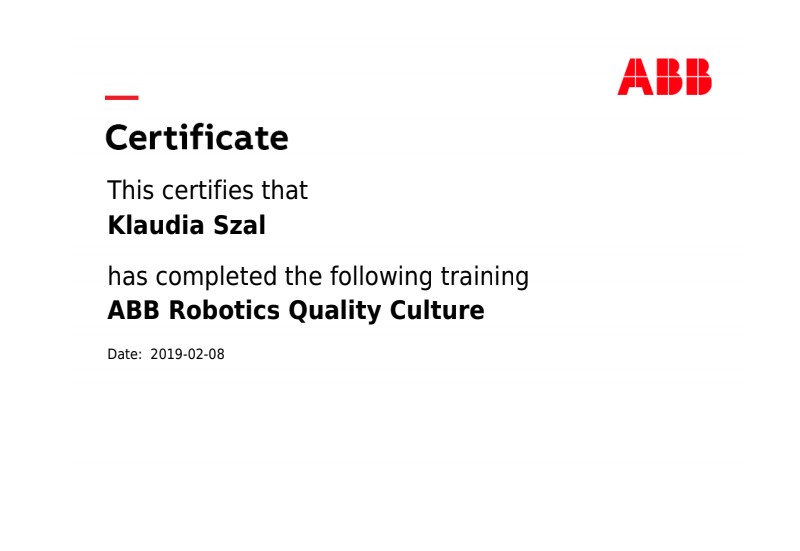 ABB
Certificate
This certifies that
Klaudia Szal
has completed the following training
ABB Robotics Quality Culture
Date: 2019-02-08